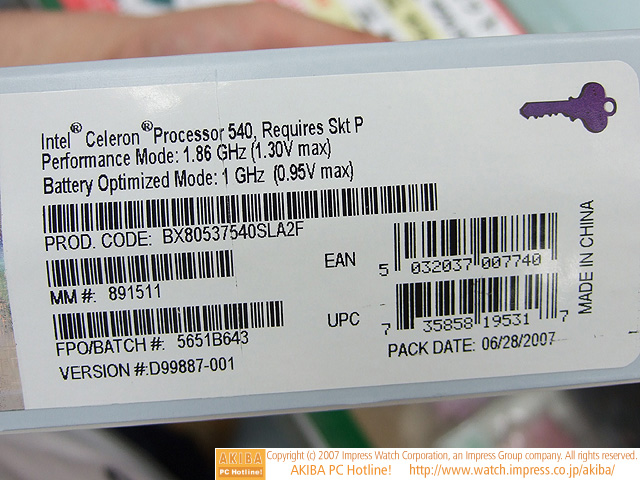 Intel® Celeron® Processor 540, Requires Skt P
Performance Mode: 1.86 GHz (1.30V max)
Battery Optimized Mode: 1 GHz (0.95V max)
PROD. CODE: BX80537540SLA2F
MM #: 891511
FPO/BATCH #: 5651B643
VERSION #:D99887-001
EAN
5 032037 007740
UPC
7 35858 19531 7
PACK DATE: 06/28/2007
MADE IN CHINA
AKIBA
PC Hotline!
Copyright (c) 2007 Impress Watch Corporation, an Impress Group company. All rights reserved.
AKIBA PC Hotline! http://www.watch.impress.co.jp/akiba/